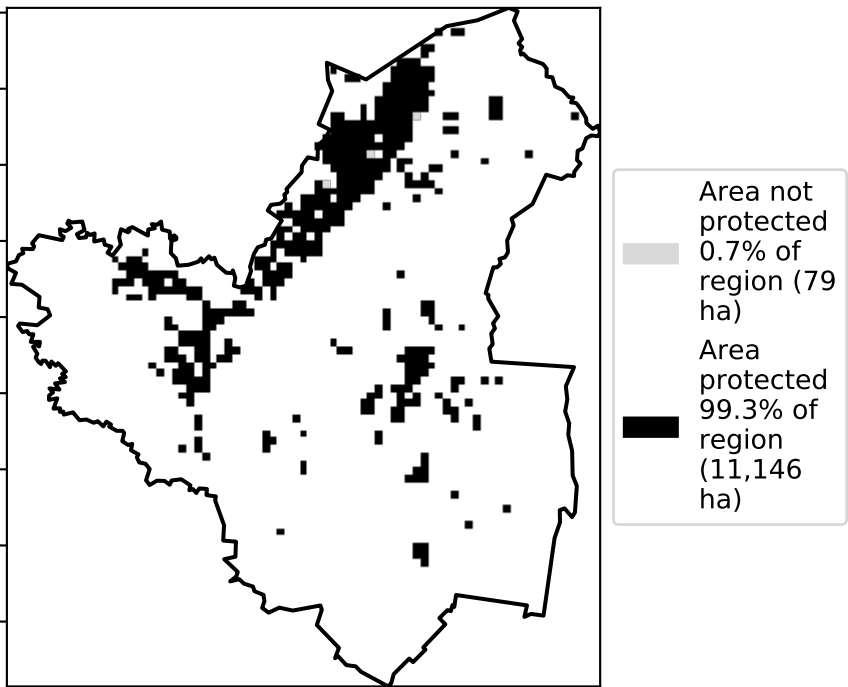 Area not
protected
0.7% of
region (79
ha)
Area
protected
99.3% of
region
(11,146
ha)